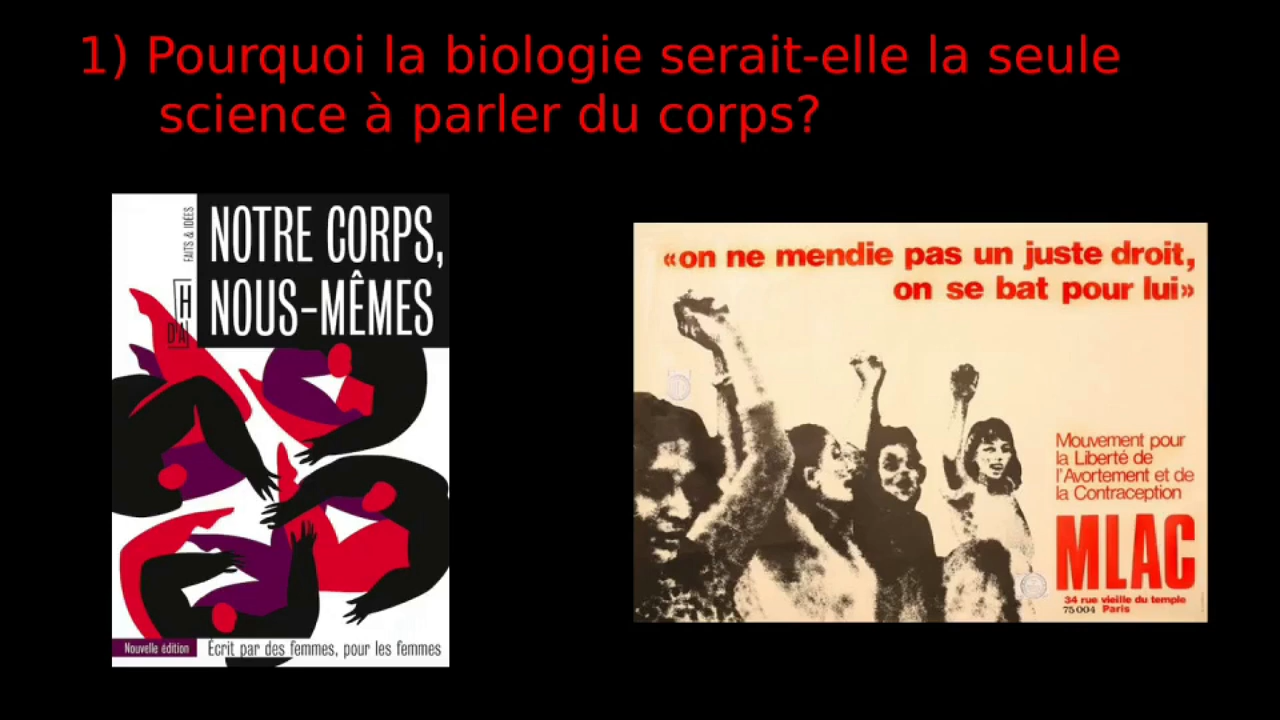 1) Pourquoi la biologie serait-elle la seule
science à parler du corps?
FAITS & IDÉES
NOTRE CORPS,
NOUS-MÊMES
H
D'A
Nouvelle édition
Écrit par des femmes, pour les femmes
«on ne mendie pas un juste droit,
on se bat pour lui»
Mouvement pour
la Liberté de
l'Avortement et de
la Contraception
MLAC
34 rue vieille du temple
75004 Paris